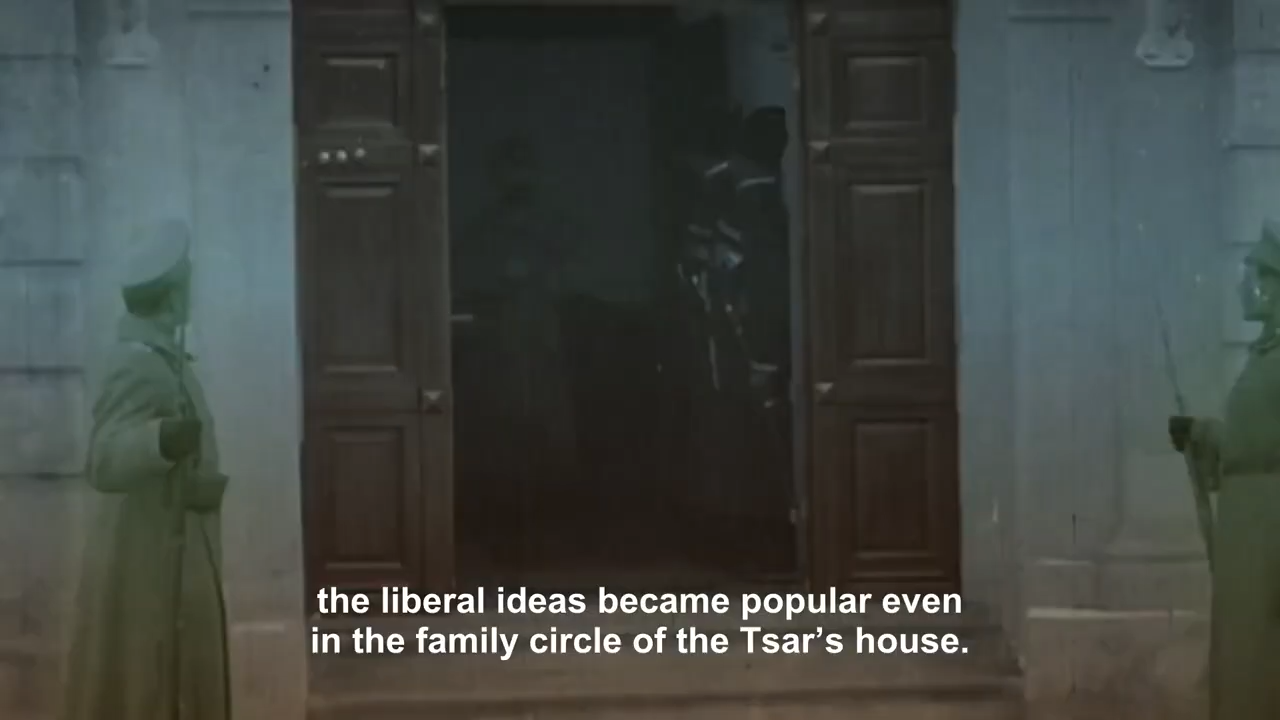 the liberal ideas became popular even
in the family circle of the Tsar’s house.